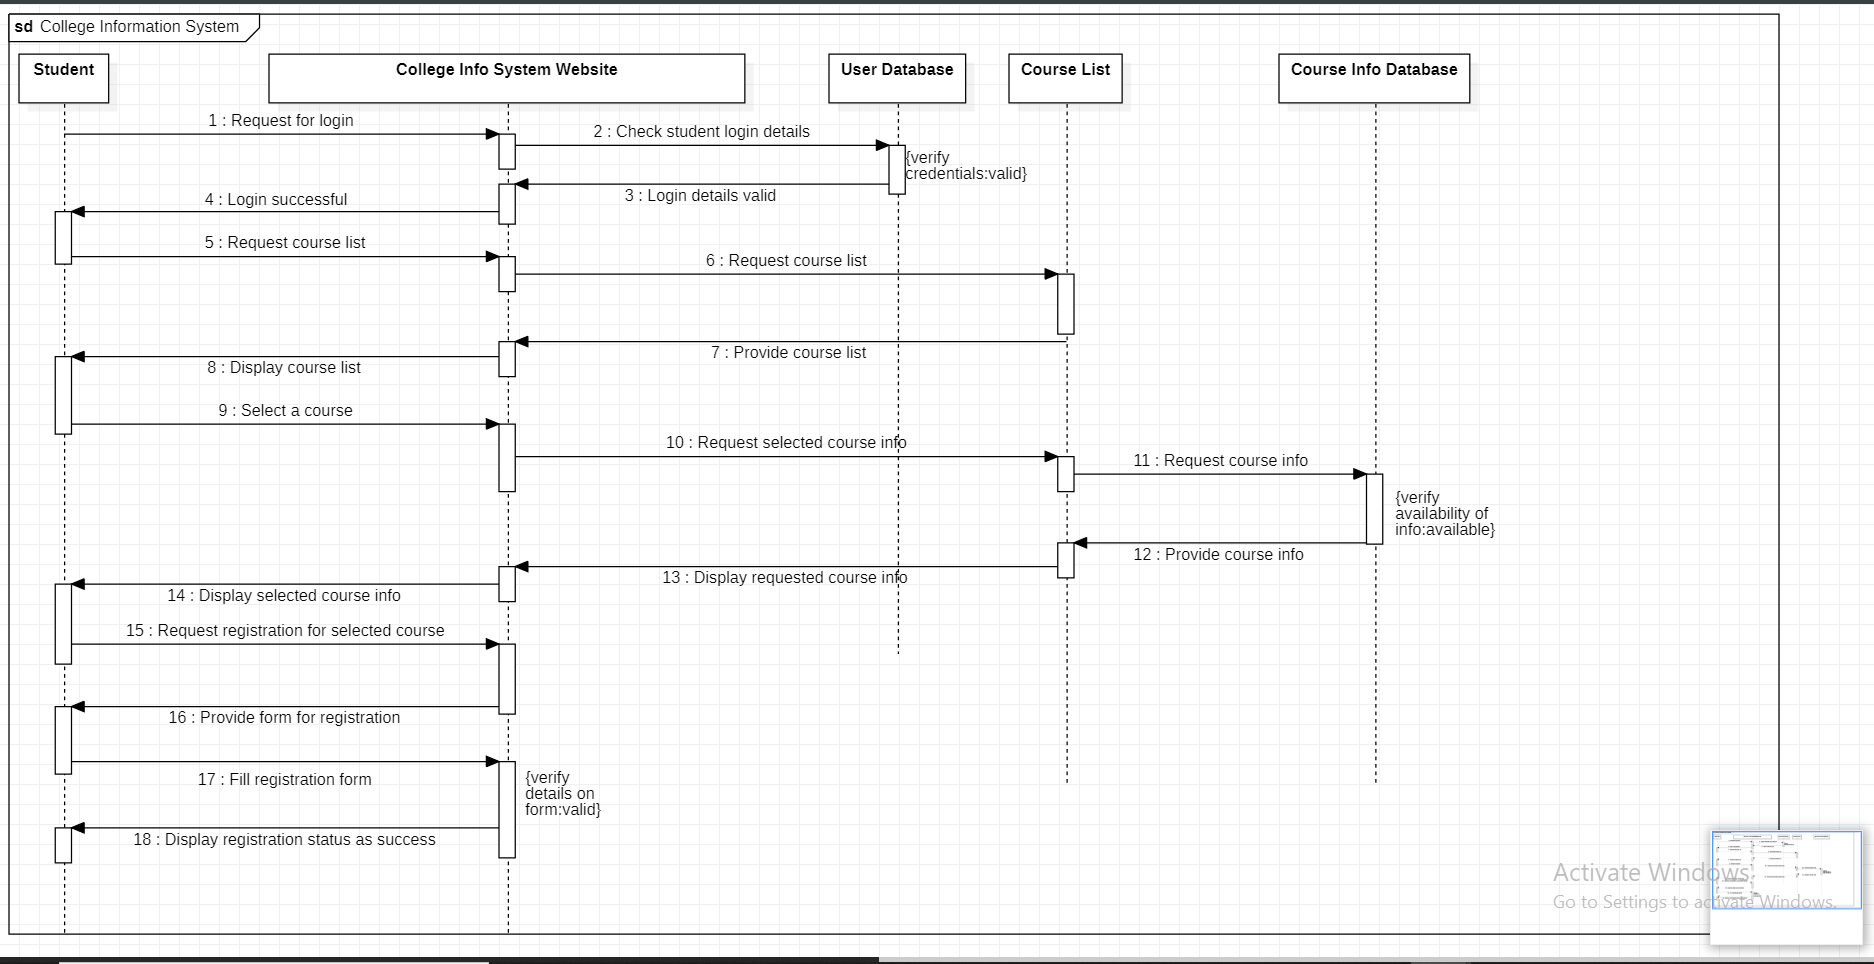 sd College Information System
Student
College Info System Website
User Database
Course List
Course Info Database
1 : Request for login
2 : Check student login details
{verify
credentials:valid}
3 : Login details valid
4 : Login successful
5 : Request course list
6 : Request course list
7 : Provide course list
8 : Display course list
9 : Select a course
10 : Request selected course info
11 : Request course info
{verify
availability of
info:available}
12 : Provide course info
13 : Display requested course info
14 : Display selected course info
15 : Request registration for selected course
16 : Provide form for registration
17 : Fill registration form
{verify
details on
form:valid}
18 : Display registration status as success
Activate Windows
Go to Settings to activate Windows.